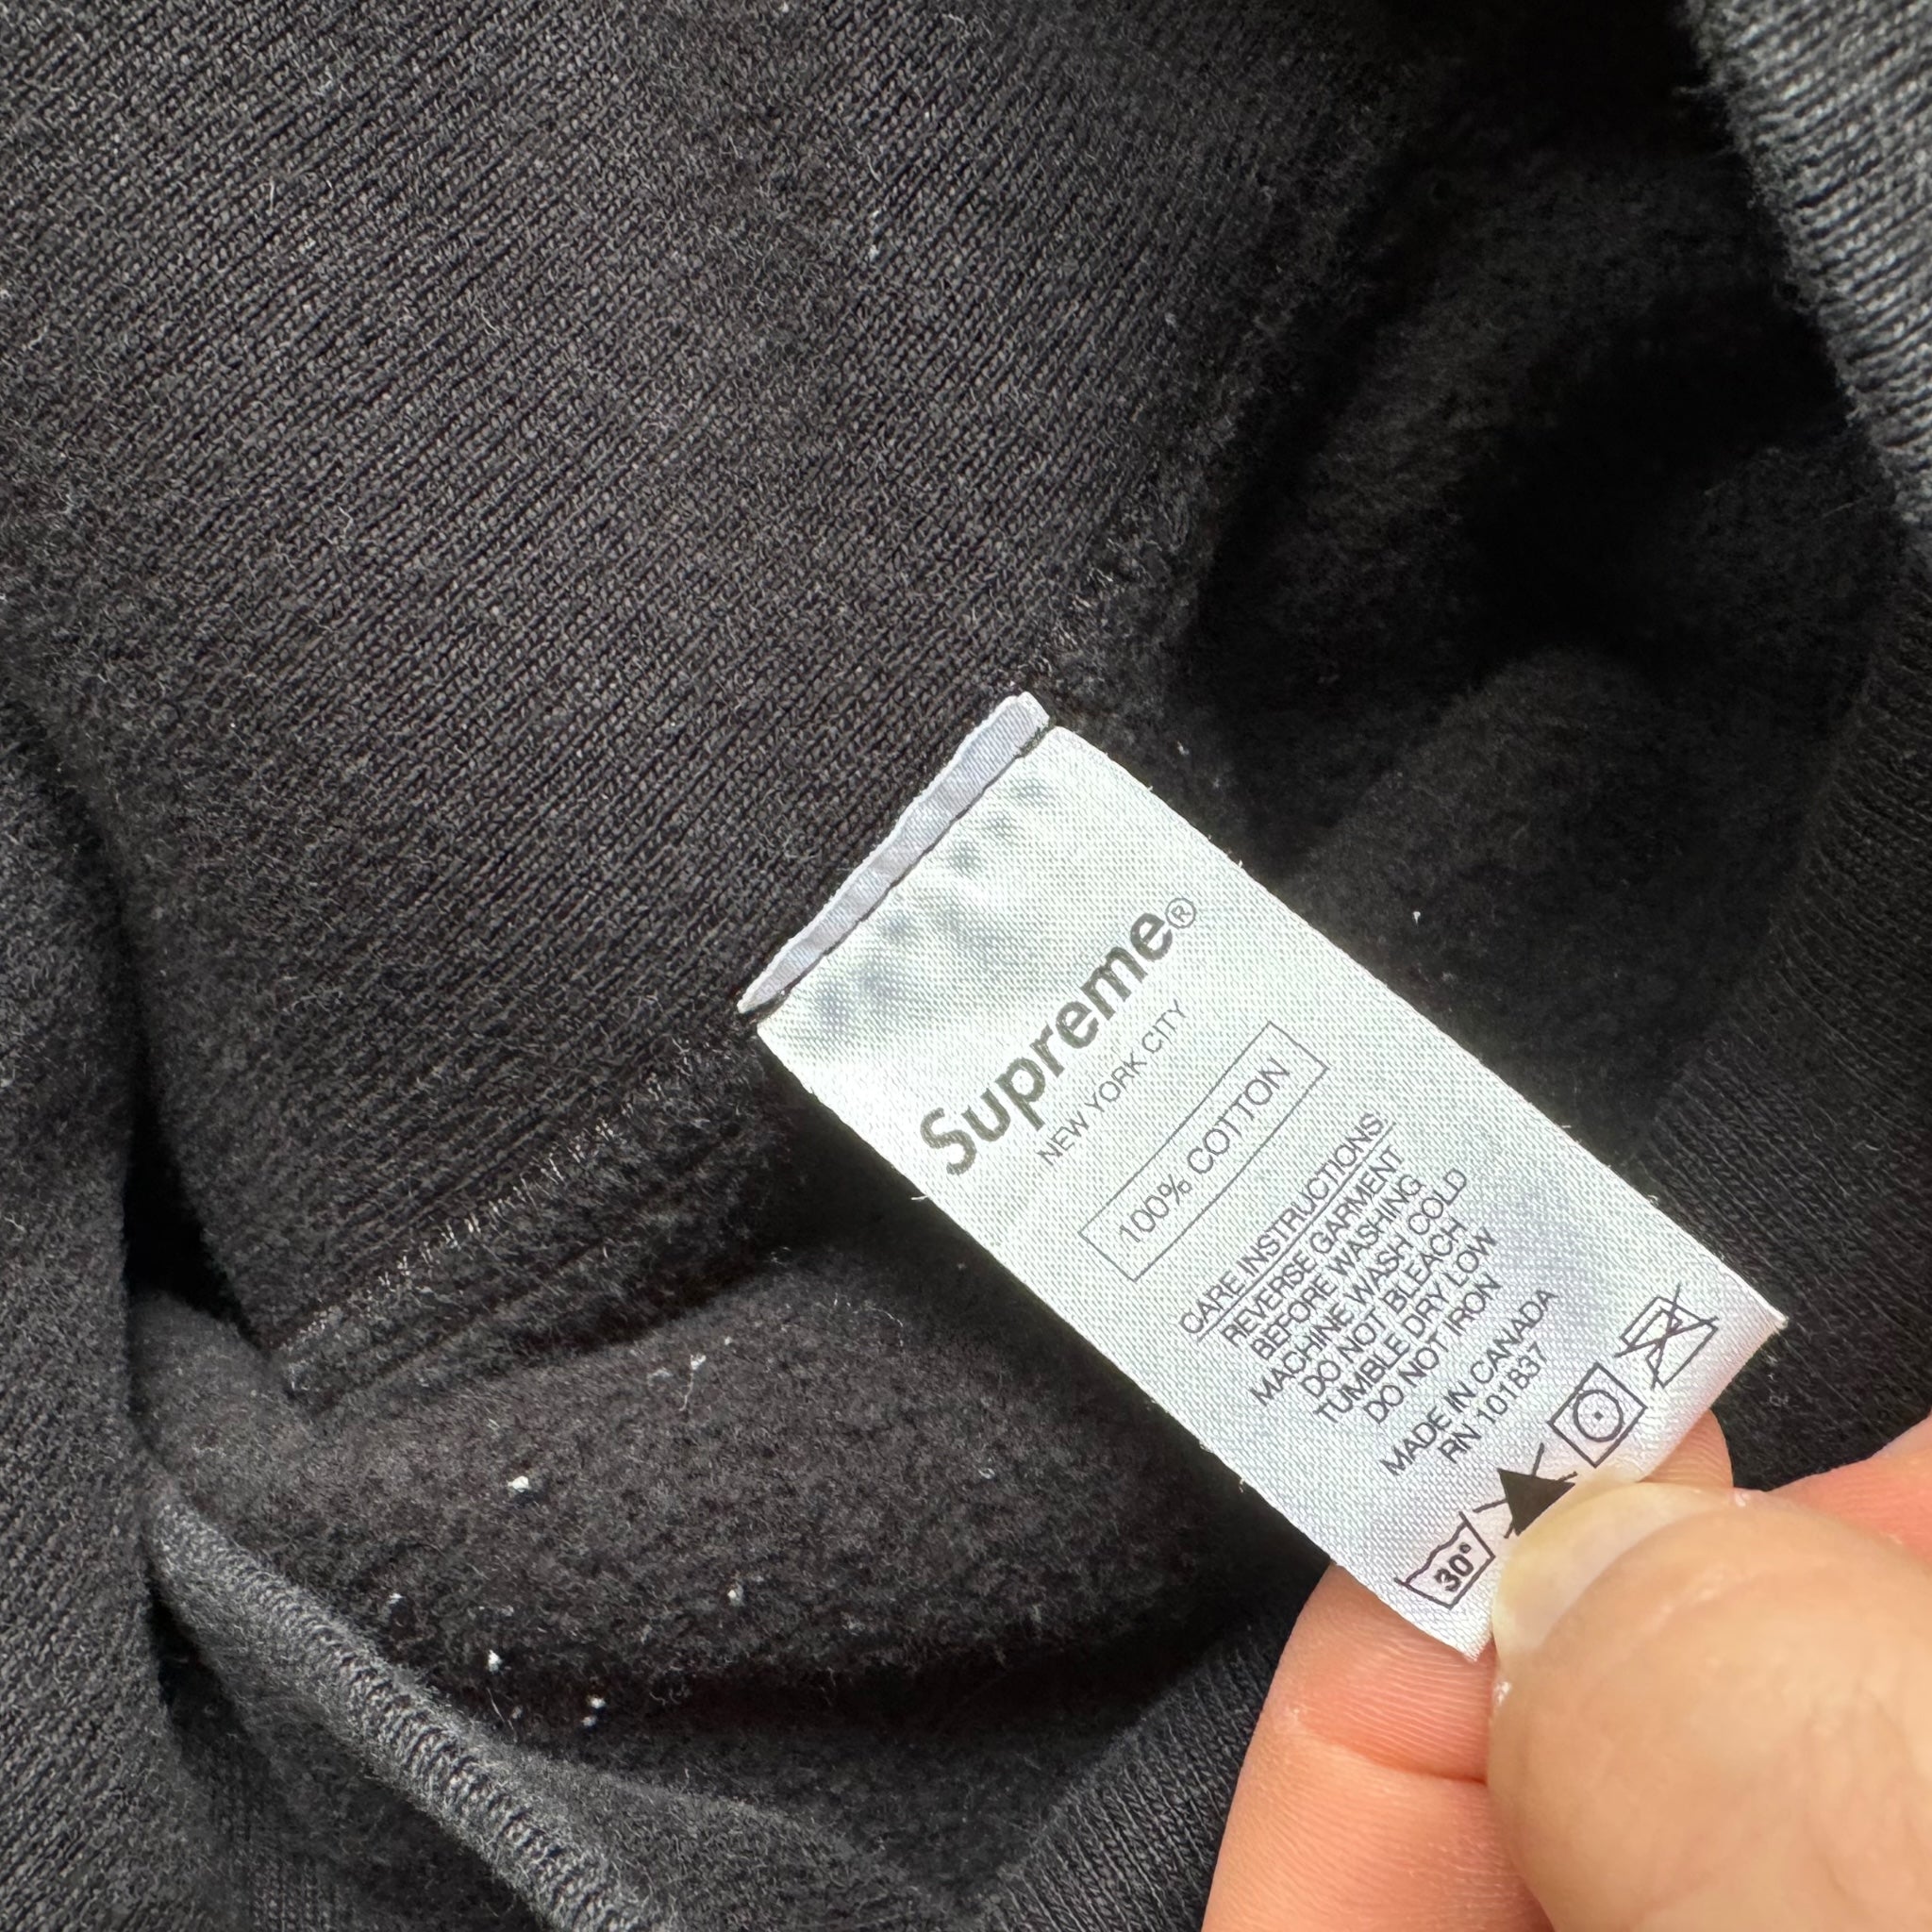 Supreme®
NEW YORK CITY
100% COTTON
CARE INSTRUCTIONS
REVERSE GARMENT
BEFORE WASHING
MACHINE WASH COLD
DO NOT BLEACH
TUMBLE DRY LOW
DO NOT IRON
MADE IN CANADA
RN 101837
30°